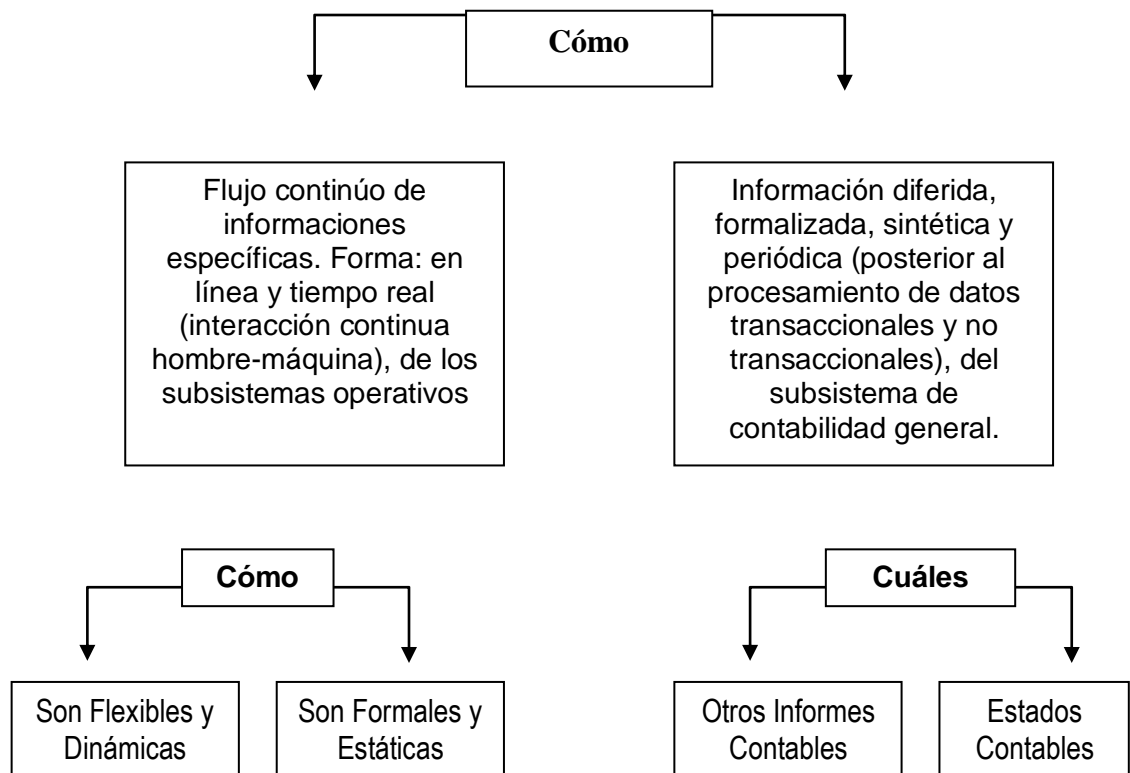 Cómo
Flujo continúo de
informaciones
específicas. Forma: en
línea y tiempo real
(interacción continua
hombre-máquina), de los
subsistemas operativos
Información diferida,
formalizada, sintética y
periódica (posterior al
procesamiento de datos
transaccionales y no
transaccionales), del
subsistema de
contabilidad general.
Cómo
Cuáles
Son Flexibles y
Dinámicas
Son Formales y
Estáticas
Otros Informes
Contables
Estados
Contables